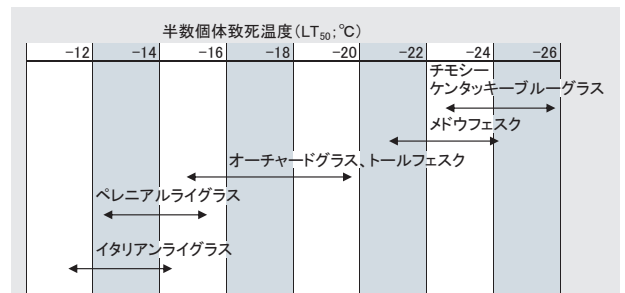 半数個体致死温度(LT50;℃)
-12 -14 -16 -18 -20 -22 -24 -26
チモシー
ケンタッキーブルーグラス
メドウフェスク
オーチャードグラス、トールフェスク
ペレニアルライグラス
イタリアンライグラス